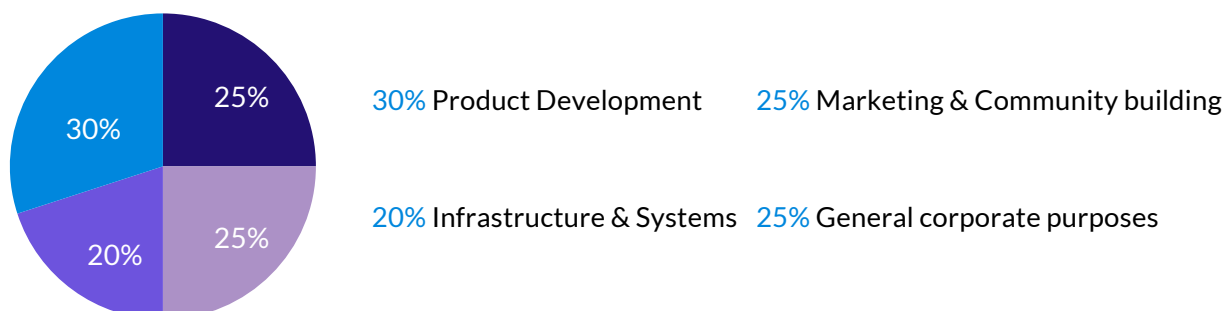 25%
30%
20%
25%
30% Product Development
25% Marketing & Community building
20% Infrastructure & Systems
25% General corporate purposes